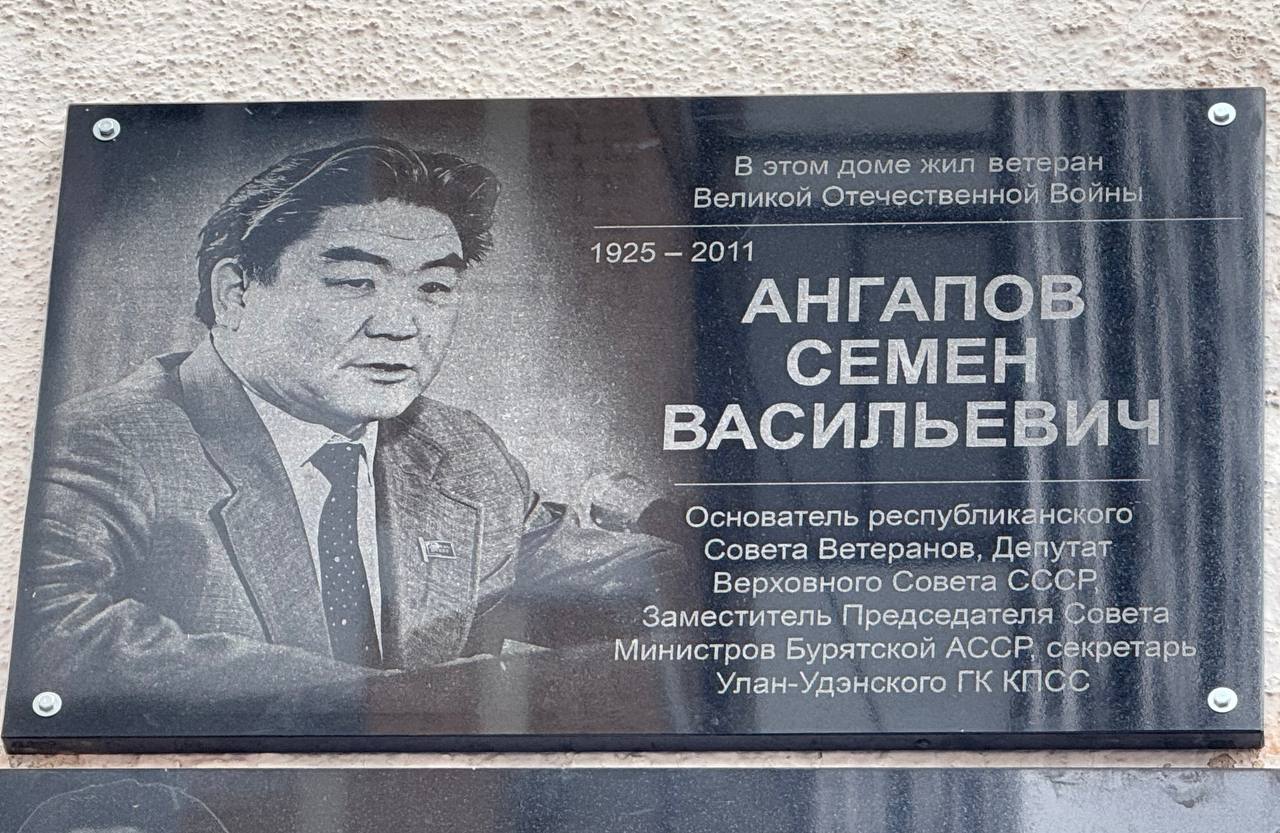 В этом доме жил ветеран
Великой Отечественной Войны
1925 – 2011
АНГАПОВ
СЕМЕН
ВАСИЛЬЕВИЧ
Основатель республиканского
Совета Ветеранов, Депутат
Верховного Совета СССР,
Заместитель Председателя Совета
Министров Бурятской АССР, секретарь
Улан-Удэнского ГК КПСС